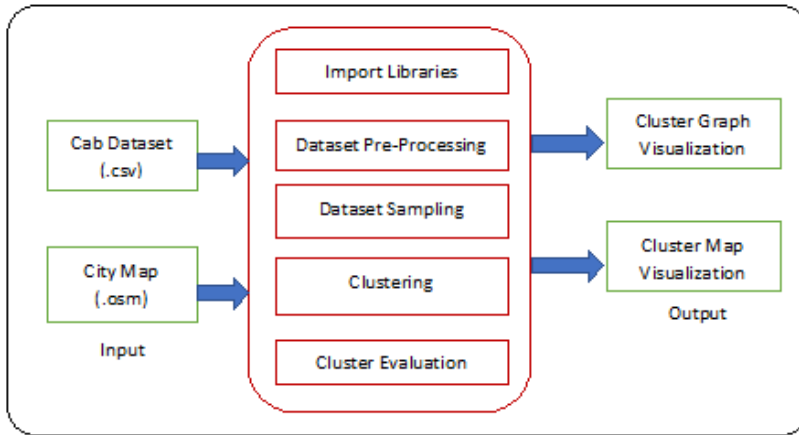 Cab Dataset
(.csv)
City Map
(.osm)
Input
Import Libraries
Dataset Pre-Processing
Dataset Sampling
Clustering
Cluster Evaluation
Cluster Graph
Visualization
Cluster Map
Visualization
Output